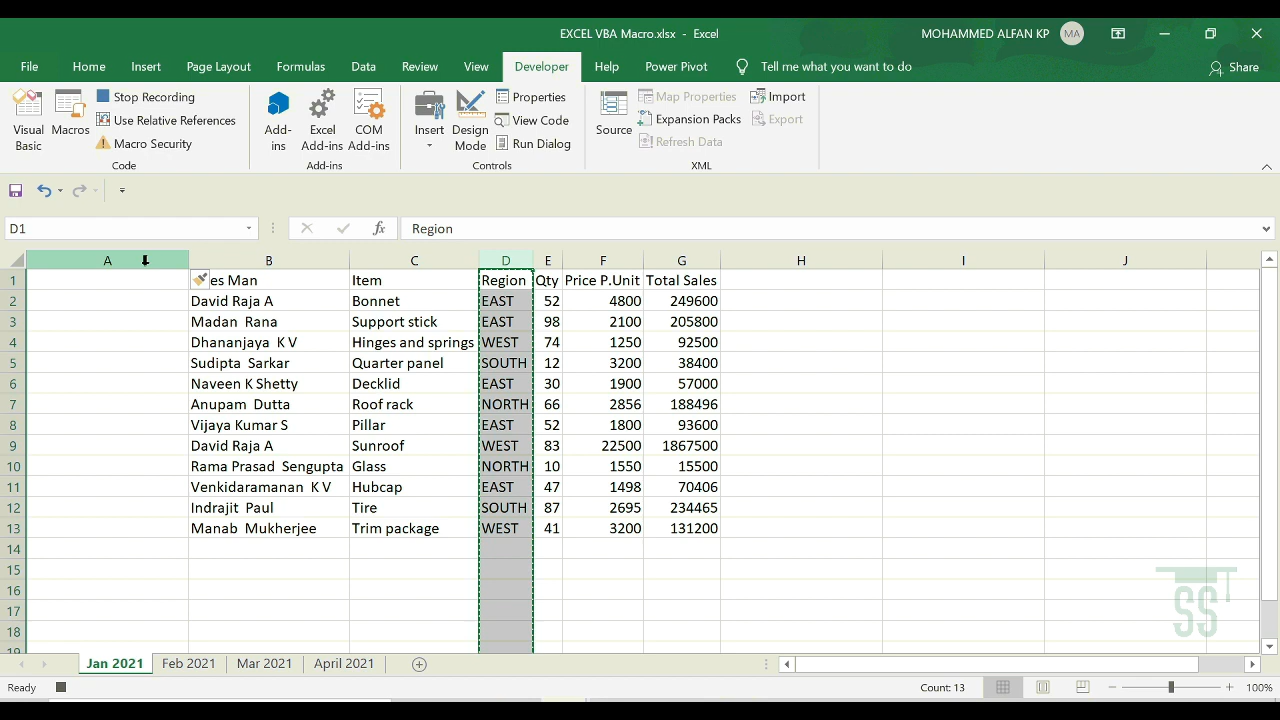 EXCEL VBA Macro.xlsx - Excel
MOHAMMED ALFAN KP MA
File Home Insert Page Layout Formulas Data Review View Developer Help Power Pivot Tell me what you want to do Share
Visual Basic
Macros
Stop Recording
Use Relative References
Macro Security
Code
Add-ins
Excel Add-ins
COM Add-ins
Add-ins
Insert
Design Mode
Properties
View Code
Run Dialog
Controls
Source
Map Properties
Expansion Packs
Refresh Data
Import
Export
XML
D1 fx Region
A B C D E F G H I J
1 es Man Item Region Qty Price P.Unit Total Sales
2 David Raja A Bonnet EAST 52 4800 249600
3 Madan Rana Support stick EAST 98 2100 205800
4 Dhananjaya K V Hinges and springs WEST 74 1250 92500
5 Sudipta Sarkar Quarter panel SOUTH 12 3200 38400
6 Naveen K Shetty Decklid EAST 30 1900 57000
7 Anupam Dutta Roof rack NORTH 66 2856 188496
8 Vijaya Kumar S Pillar EAST 52 1800 93600
9 David Raja A Sunroof WEST 83 22500 1867500
10 Rama Prasad Sengupta Glass NORTH 10 1550 15500
11 Venkidaramanan K V Hubcap EAST 47 1498 70406
12 Indrajit Paul Tire SOUTH 87 2695 234465
13 Manab Mukherjee Trim package WEST 41 3200 131200
14
15
16
17
18
19
SS
Jan 2021 Feb 2021 Mar 2021 April 2021
Ready Count: 13 100%